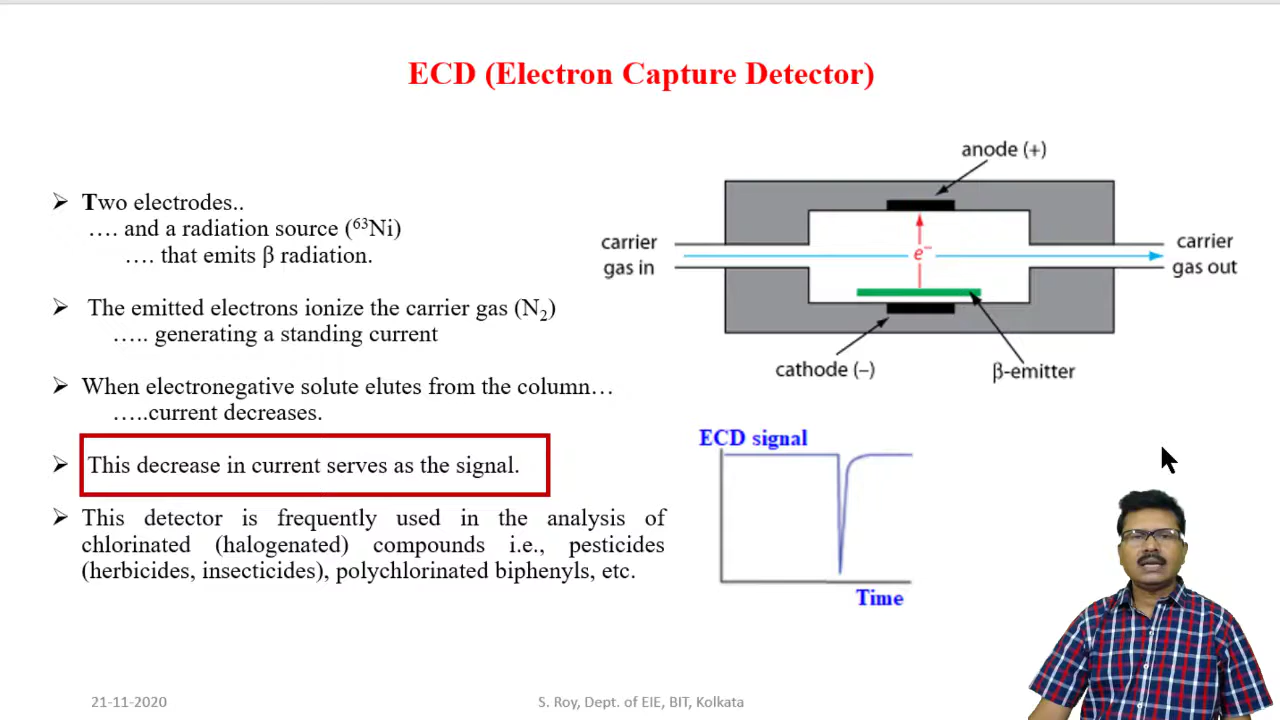 ECD (Electron Capture Detector)
➢ Two electrodes..
…. and a radiation source (⁶³Ni)
…. that emits β radiation.
➢ The emitted electrons ionize the carrier gas (N₂)
….. generating a standing current
➢ When electronegative solute elutes from the column…
…..current decreases.
➢ This decrease in current serves as the signal.
➢ This detector is frequently used in the analysis of
chlorinated (halogenated) compounds i.e., pesticides
(herbicides, insecticides), polychlorinated biphenyls, etc.
anode (+)
carrier
gas in
e⁻
carrier
gas out
cathode (–)
β-emitter
ECD signal
Time
21-11-2020
S. Roy, Dept. of EIE, BIT, Kolkata